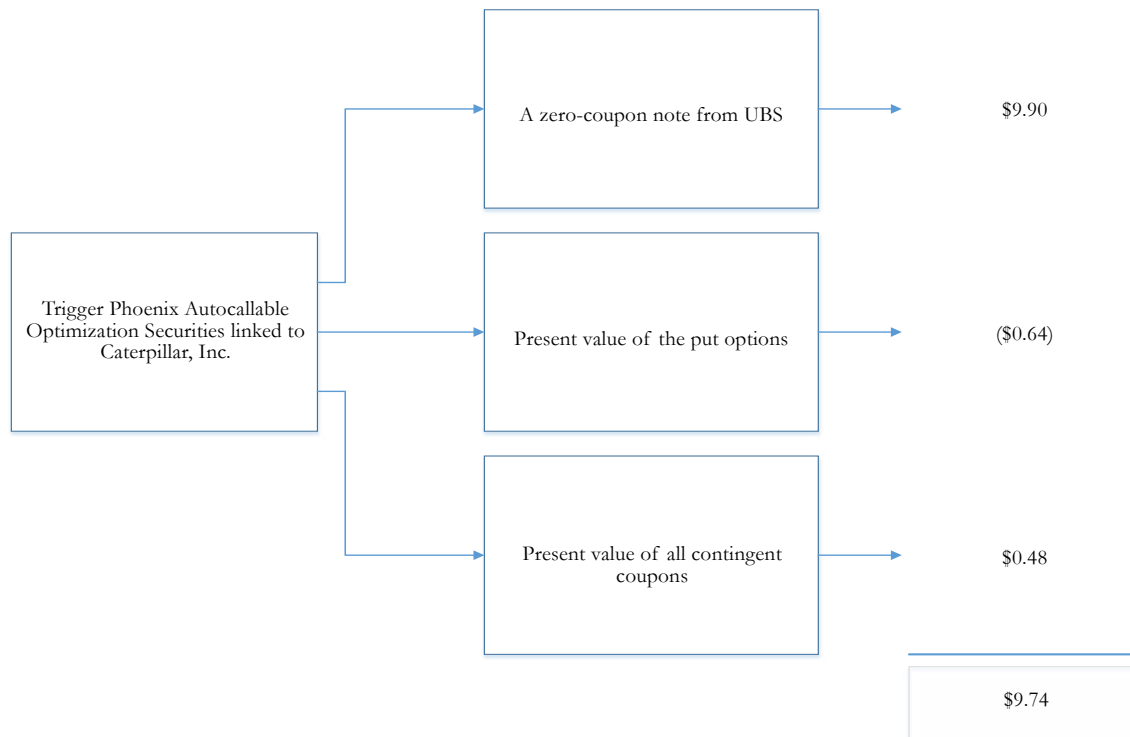 A zero-coupon note from UBS
$9.90
Trigger Phoenix Autocallable
Optimization Securities linked to
Caterpillar, Inc.
Present value of the put options
($0.64)
Present value of all contingent
coupons
$0.48
$9.74